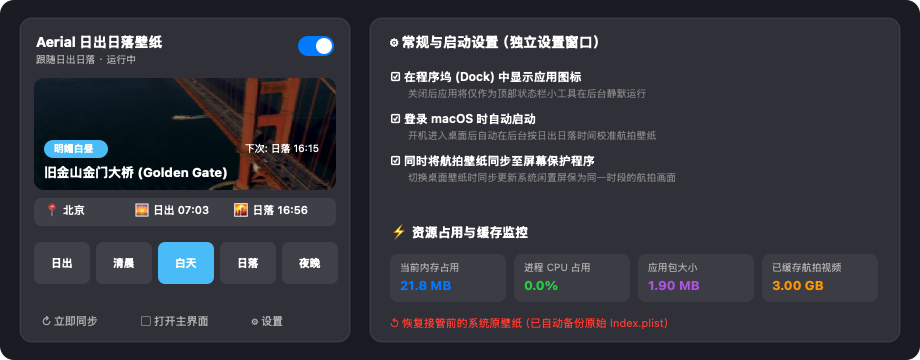 Aerial 日出日落壁纸
跟随日出日落 · 运行中
明媚白昼
下次: 日落 16:15
旧金山金门大桥 (Golden Gate)
📍 北京 🌅 日出 07:03 🌇 日落 16:56
日出 清晨 白天 日落 夜晚
↻ 立即同步 □ 打开主界面 ⚙ 设置
⚙ 常规与启动设置 (独立设置窗口)
☑ 在程序坞 (Dock) 中显示应用图标
关闭后应用将仅作为顶部状态栏小工具在后台静默运行
☑ 登录 macOS 时自动启动
开机进入桌面后自动在后台按日出日落时间校准航拍壁纸
☑ 同时将航拍壁纸同步至屏幕保护程序
切换桌面壁纸时同步更新系统闲置屏保为同一时段的航拍画面
⚡ 资源占用与缓存监控
当前内存占用 进程 CPU 占用 应用包大小 已缓存航拍视频
21.8 MB 0.0% 1.90 MB 3.00 GB
↺ 恢复接管前的系统原壁纸 (已自动备份原始 Index.plist)